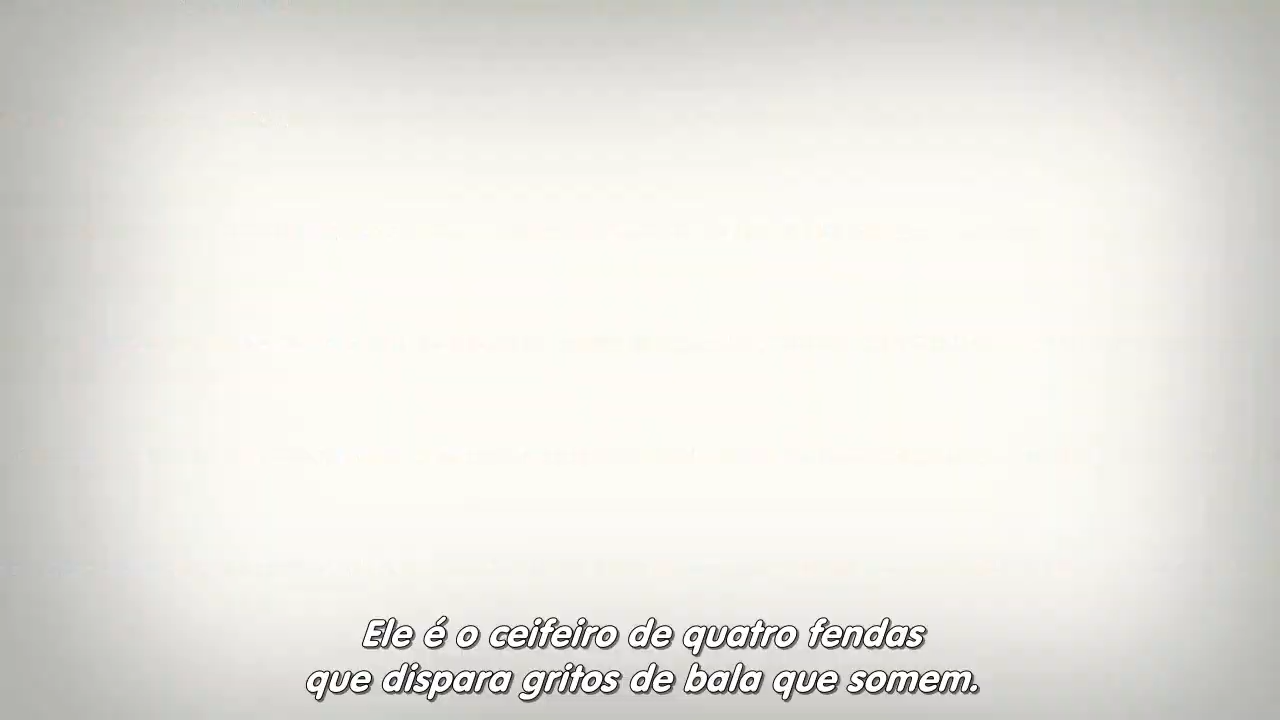 Ele é o ceifeiro de quatro fendas
que dispara gritos de bala que somem.